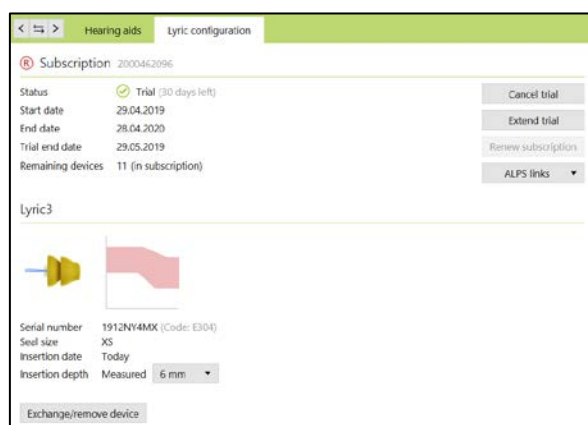 Hearing aids Lyric configuration
R Subscription 2000462096
Status Trial (30 days left) Cancel trial
Start date 29.04.2019
End date 28.04.2020 Extend trial
Trial end date 29.05.2019 Renew subscription
Remaining devices 11 (in subscription) ALPS links
Lyric3
Serial number 1912NY4MX (Code: E304)
Seal size XS
Insertion date Today
Insertion depth Measured 6 mm
Exchange/remove device